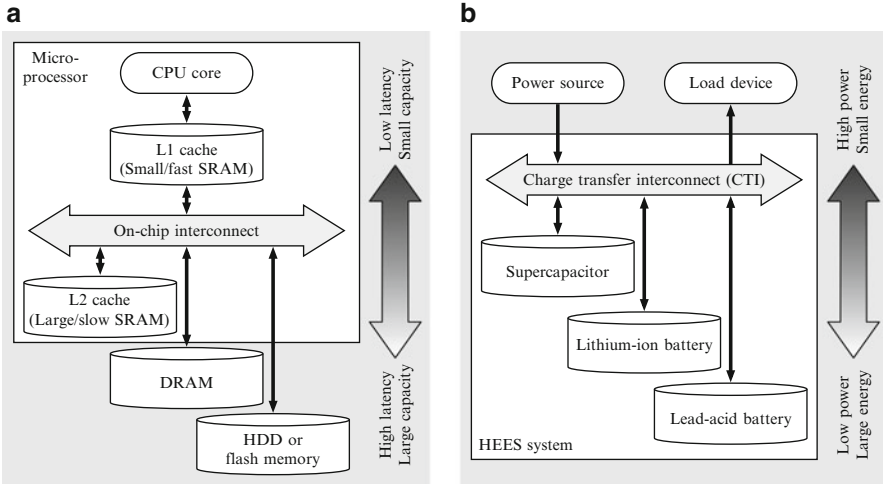 a
Micro-
processor
CPU core
L1 cache
(Small/fast SRAM)
On-chip interconnect
L2 cache
(Large/slow SRAM)
DRAM
HDD or
flash memory
Low latency
Small capacity
High latency
Large capacity
b
Power source
Load device
Charge transfer interconnect (CTI)
Supercapacitor
Lithium-ion battery
Lead-acid battery
HEES system
High power
Small energy
Low power
Large energy